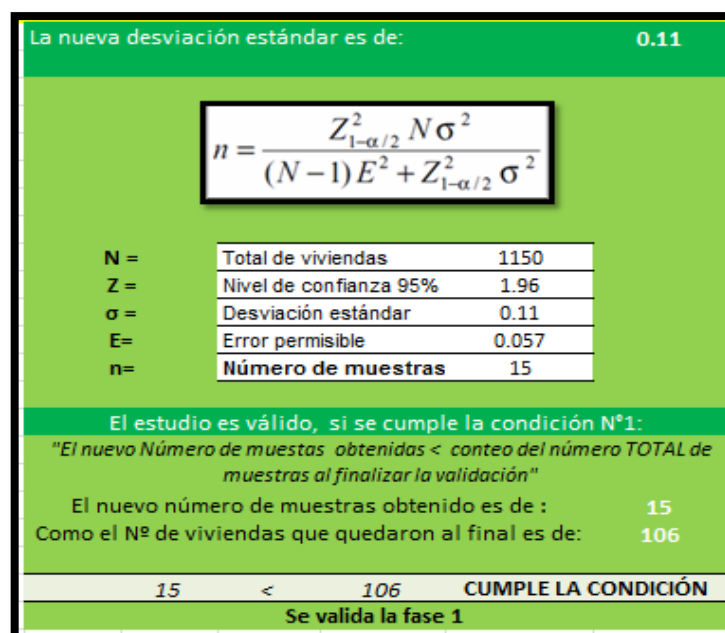 La nueva desviación estándar es de: 0.11
n = Z²₁₋α/₂ N σ² / (N − 1) E² + Z²₁₋α/₂ σ²
N = Total de viviendas 1150
Z = Nivel de confianza 95% 1.96
σ = Desviación estándar 0.11
E= Error permisible 0.057
n= Número de muestras 15
El estudio es válido, si se cumple la condición N°1:
"El nuevo Número de muestas obtenidas < conteo del número TOTAL de
muestras al finalizar la validación"
El nuevo número de muestras obtenido es de : 15
Como el Nº de viviendas que quedaron al final es de: 106
15 < 106 CUMPLE LA CONDICIÓN
Se valida la fase 1